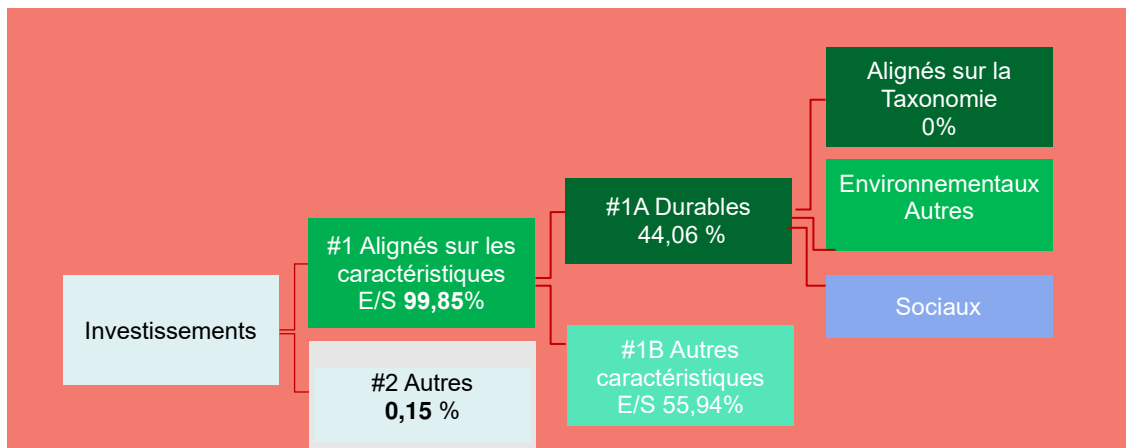 Investissements
#1 Alignés sur les
caractéristiques
E/S 99,85%
#2 Autres
0,15 %
#1A Durables
44,06 %
#1B Autres
caractéristiques
E/S 55,94%
Alignés sur la
Taxonomie
0%
Environnementaux
Autres
Sociaux